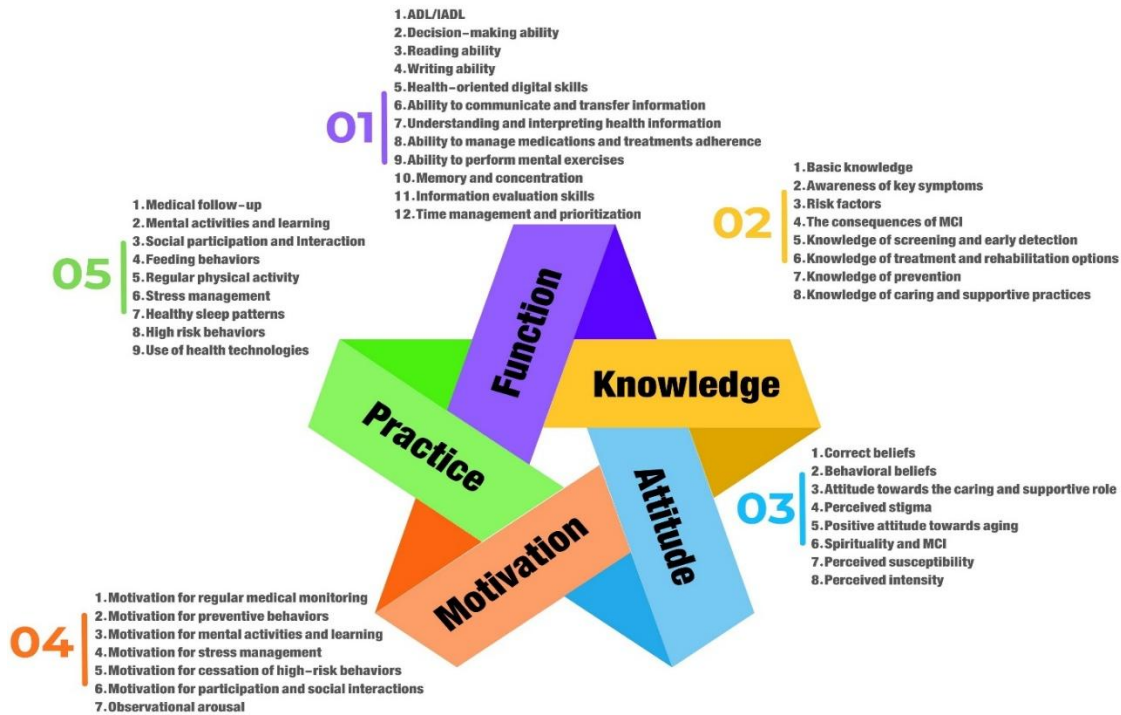 01
1.ADL/IADL
2.Decision-making ability
3.Reading ability
4.Writing ability
5.Health-oriented digital skills
6.Ability to communicate and transfer information
7.Understanding and interpreting health information
8.Ability to manage medications and treatments adherence
9.Ability to perform mental exercises
10.Memory and concentration
11.Information evaluation skills
12.Time management and prioritization
02
1.Basic knowledge
2.Awareness of key symptoms
3.Risk factors
4.The consequences of MCI
5.Knowledge of screening and early detection
6.Knowledge of treatment and rehabilitation options
7.Knowledge of prevention
8.Knowledge of caring and supportive practices
05
1.Medical follow-up
2.Mental activities and learning
3.Social participation and Interaction
4.Feeding behaviors
5.Regular physical activity
6.Stress management
7.Healthy sleep patterns
8.High risk behaviors
9.Use of health technologies
Function
Knowledge
Practice
Attitude
Motivation
03
1.Correct beliefs
2.Behavioral beliefs
3.Attitude towards the caring and supportive role
4.Perceived stigma
5.Positive attitude towards aging
6.Spirituality and MCI
7.Perceived susceptibility
8.Perceived intensity
04
1.Motivation for regular medical monitoring
2.Motivation for preventive behaviors
3.Motivation for mental activities and learning
4.Motivation for stress management
5.Motivation for cessation of high-risk behaviors
6.Motivation for participation and social interactions
7.Observational arousal